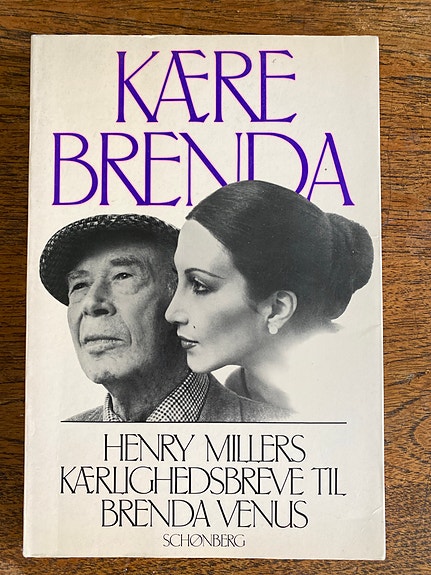 KÆRE
BRENDA
HENRY MILLERS
KÆRLIGHEDSBREVE TIL
BRENDA VENUS
SCHØNBERG